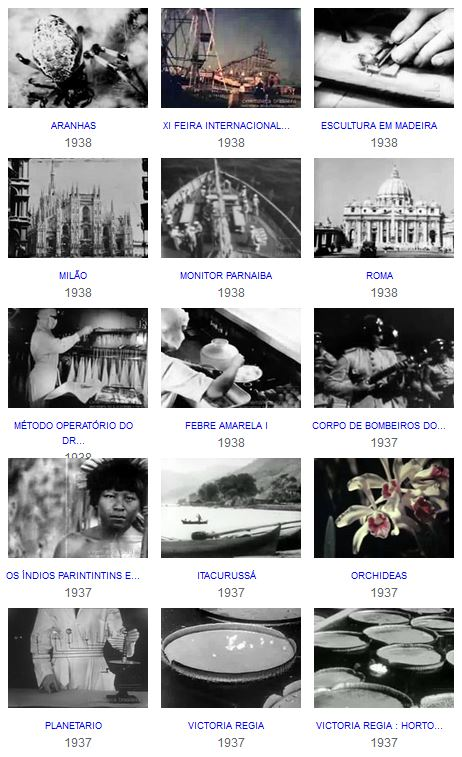 ARANHAS
1938
XI FEIRA INTERNACIONAL...
1938
ESCULTURA EM MADEIRA
1938
MILÃO
1938
MONITOR PARNAIBA
1938
ROMA
1938
MÉTODO OPERATÓRIO DO
DR...
1938
FEBRE AMARELA I
1938
CORPO DE BOMBEIROS DO...
1937
OS ÍNDIOS PARINTINTINS E...
1937
ITACURUSSÁ
1937
ORCHIDEAS
1937
PLANETARIO
1937
VICTORIA REGIA
1937
VICTORIA REGIA : HORTO...
1937